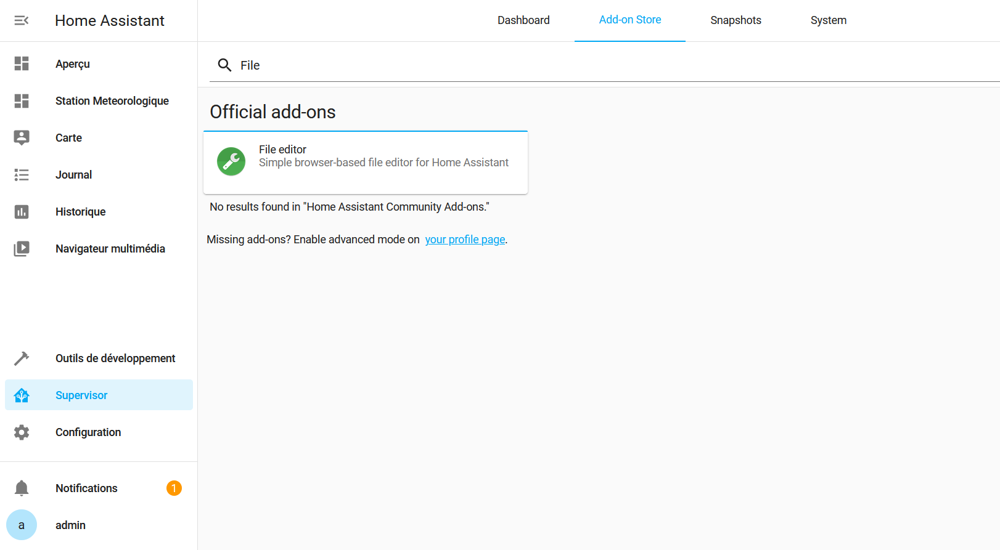 Home Assistant
Dashboard
Add-on Store
Snapshots
System
Aperçu
Station Meteorologique
Carte
Journal
Historique
Navigateur multimédia
Outils de développement
Supervisor
Configuration
Notifications
1
a
admin
File
Official add-ons
File editor
Simple browser-based file editor for Home Assistant
No results found in "Home Assistant Community Add-ons."
Missing add-ons? Enable advanced mode on your profile page.